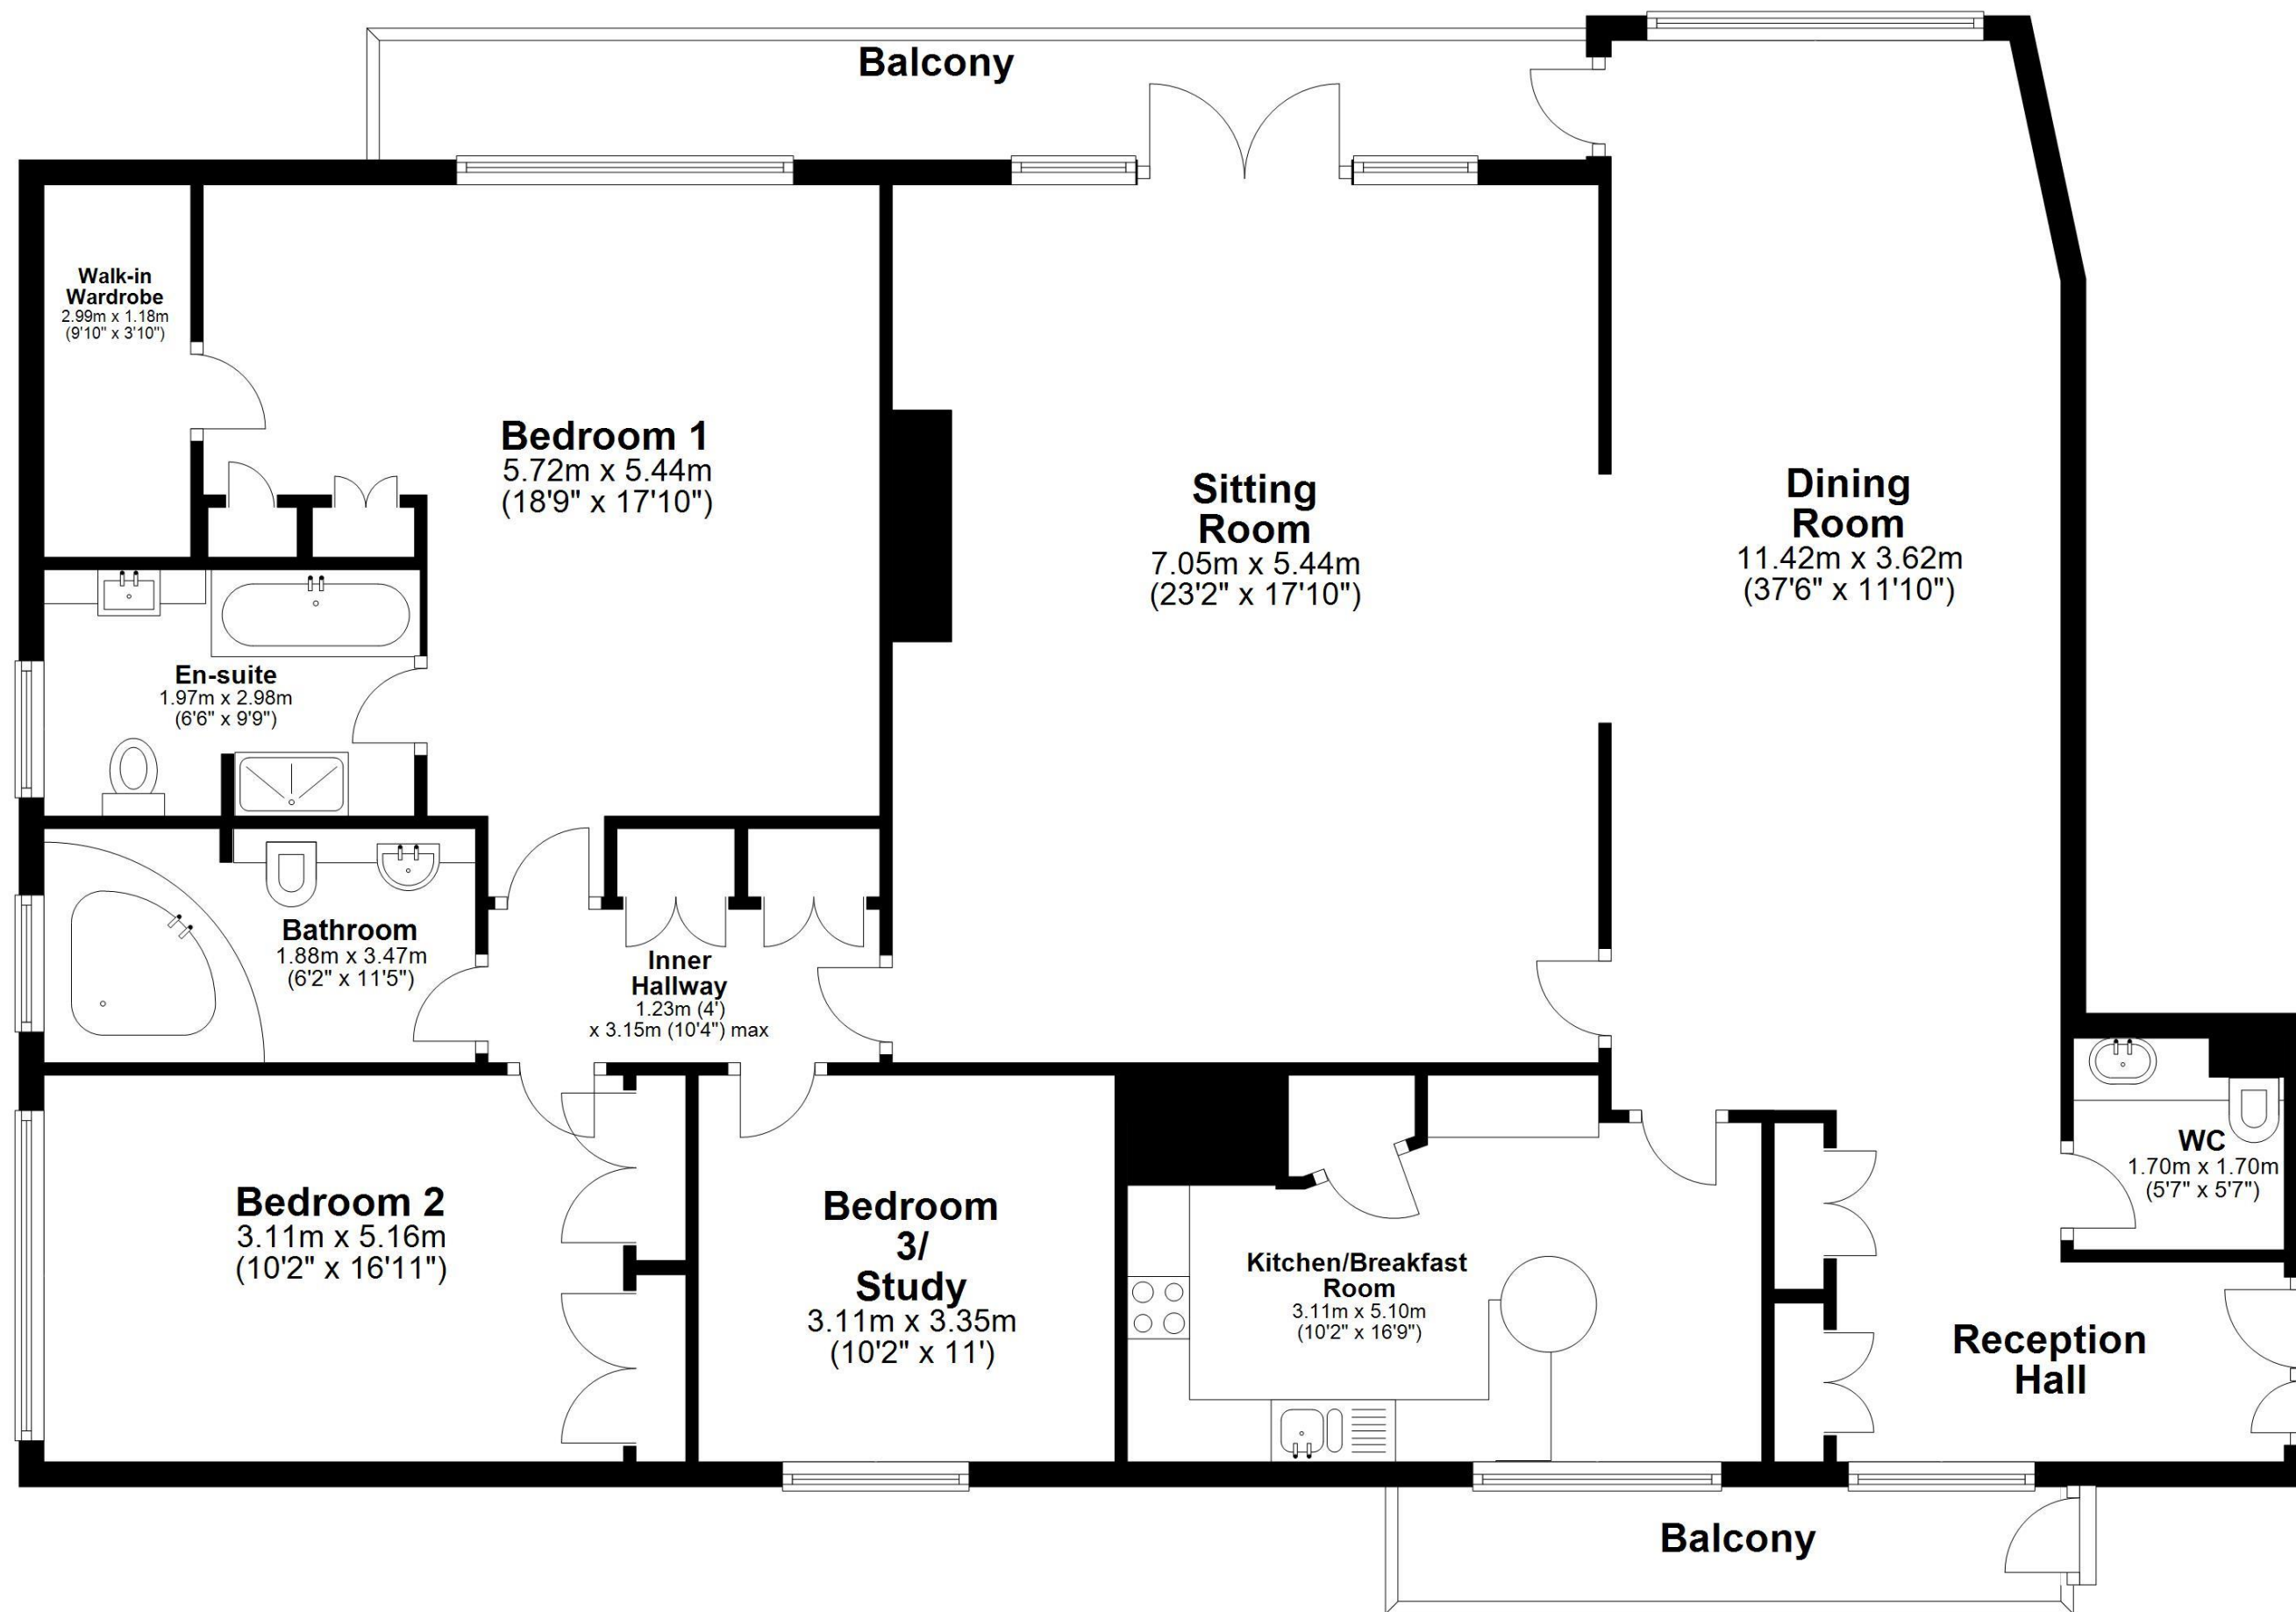 Balcony
Walk-in
Wardrobe
2.99m x 1.18m
(9'10" x 3'10")
Bedroom 1
5.72m x 5.44m
(18'9" x 17'10")
Sitting
Room
7.05m x 5.44m
(23'2" x 17'10")
Dining
Room
11.42m x 3.62m
(37'6" x 11'10")
En-suite
1.97m x 2.98m
(6'6" x 9'9")
Bathroom
1.88m x 3.47m
(6'2" x 11'5")
Inner
Hallway
1.23m (4')
x 3.15m (10'4") max
WC
1.70m x 1.70m
(5'7" x 5'7")
Bedroom 2
3.11m x 5.16m
(10'2" x 16'11")
Bedroom
3/
Study
3.11m x 3.35m
(10'2" x 11')
Kitchen/Breakfast
Room
3.11m x 5.10m
(10'2" x 16'9")
Reception
Hall
Balcony